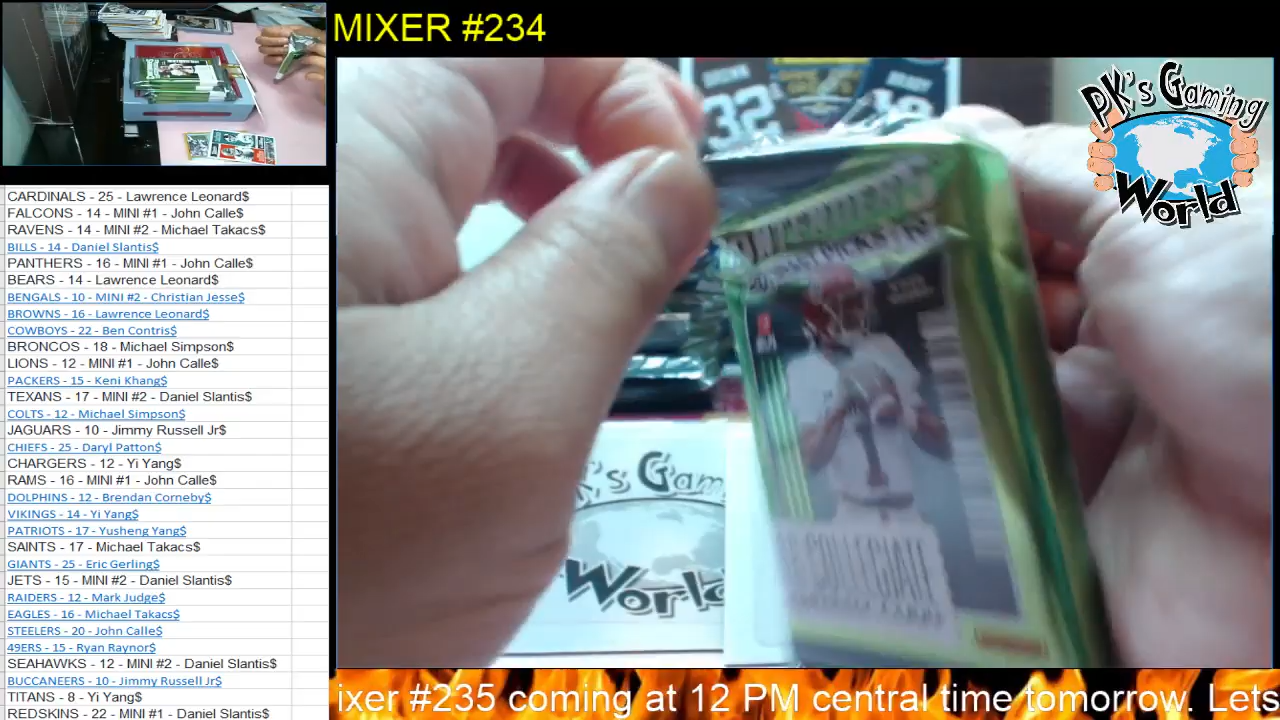 MIXER #234
CARDINALS - 25 - Lawrence Leonard$
FALCONS - 14 - MINI #1 - John Calle$
RAVENS - 14 - MINI #2 - Michael Takacs$
BILLS - 14 - Daniel Slantis$
PANTHERS - 16 - MINI #1 - John Calle$
BEARS - 14 - Lawrence Leonard$
BENGALS - 10 - MINI #2 - Christian Jesse$
BROWNS - 16 - Lawrence Leonard$
COWBOYS - 22 - Ben Contris$
BRONCOS - 18 - Michael Simpson$
LIONS - 12 - MINI #1 - John Calle$
PACKERS - 15 - Keni Khang$
TEXANS - 17 - MINI #2 - Daniel Slantis$
COLTS - 12 - Michael Simpson$
JAGUARS - 10 - Jimmy Russell Jr$
CHIEFS - 25 - Daryl Patton$
CHARGERS - 12 - Yi Yang$
RAMS - 16 - MINI #1 - John Calle$
DOLPHINS - 12 - Brendan Corneby$
VIKINGS - 14 - Yi Yang$
PATRIOTS - 17 - Yusheng Yang$
SAINTS - 17 - Michael Takacs$
GIANTS - 25 - Eric Gerling$
JETS - 15 - MINI #2 - Daniel Slantis$
RAIDERS - 12 - Mark Judge$
EAGLES - 16 - Michael Takacs$
STEELERS - 20 - John Calle$
49ERS - 15 - Ryan Raynor$
SEAHAWKS - 12 - MINI #2 - Daniel Slantis$
BUCCANEERS - 10 - Jimmy Russell Jr$
TITANS - 8 - Yi Yang$
REDSKINS - 22 - MINI #1 - Daniel Slantis$
PK's Gaming
World
32
DRAFT PICKS
1
COLLEGIATE
K's Gam
World
ixer #235 coming at 12 PM central time tomorrow. Lets